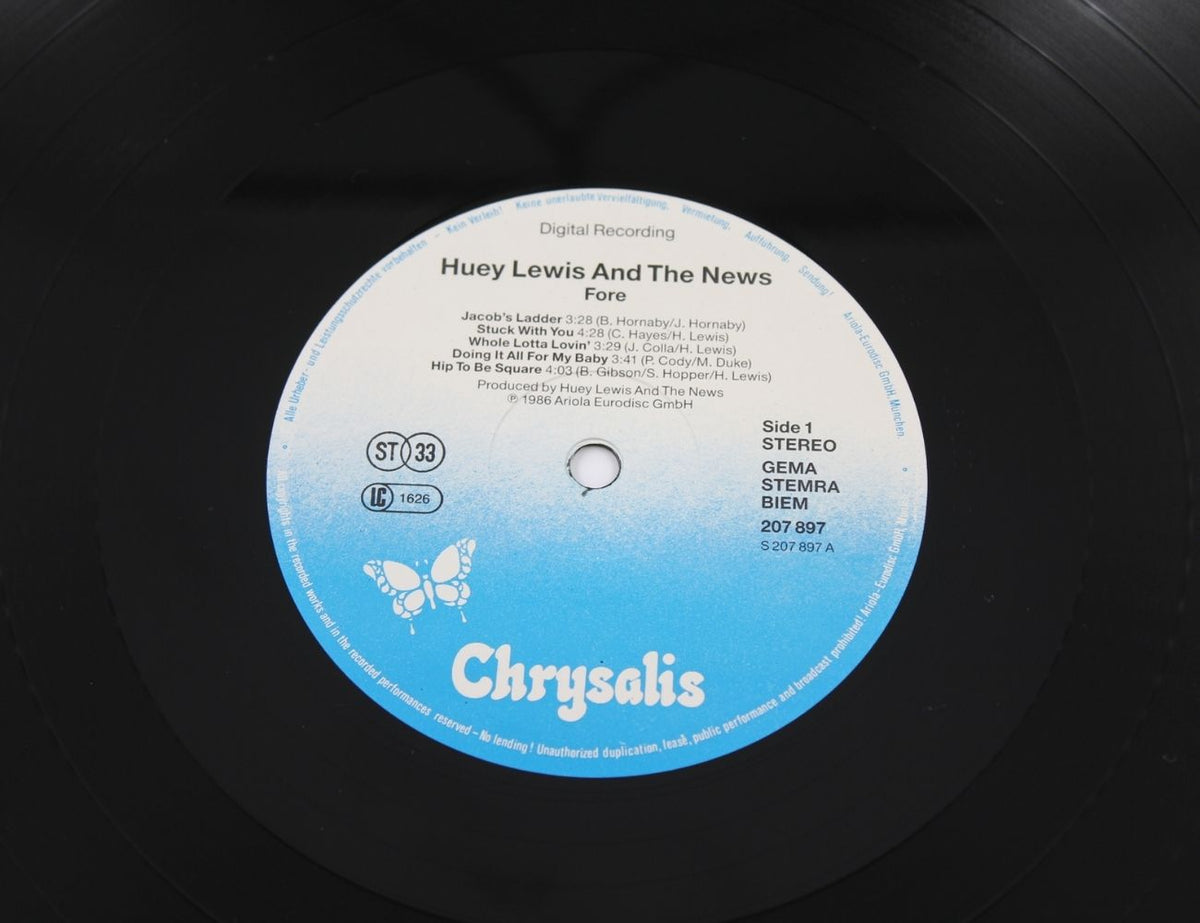 Alle Urheber- und Leistungsschutzrechte vorbehalten - Kein Verleih! Keine unerlaubte Vervielfältigung, Vermietung, Aufführung, Sendung! Ariola-Eurodisc GmbH, München.
Digital Recording
Huey Lewis And The News
Fore
Jacob's Ladder 3:28 (B. Hornaby/J. Hornaby)
Stuck With You 4:28 (C. Hayes/H. Lewis)
Whole Lotta Lovin' 3:29 (J. Colla/H. Lewis)
Doing It All For My Baby 3:41 (P. Cody/M. Duke)
Hip To Be Square 4:03 (B. Gibson/S. Hopper/H. Lewis)
Produced by Huey Lewis And The News
℗ 1986 Ariola Eurodisc GmbH
ST 33
LC 1626
Side 1
STEREO
GEMA
STEMRA
BIEM
207 897
S 207 897 A
Chrysalis
in the recorded works and in the recorded performances reserved - No lending! Unauthorized duplication, lease, public performance and broadcast prohibited! Ariola-Eurodisc GmbH